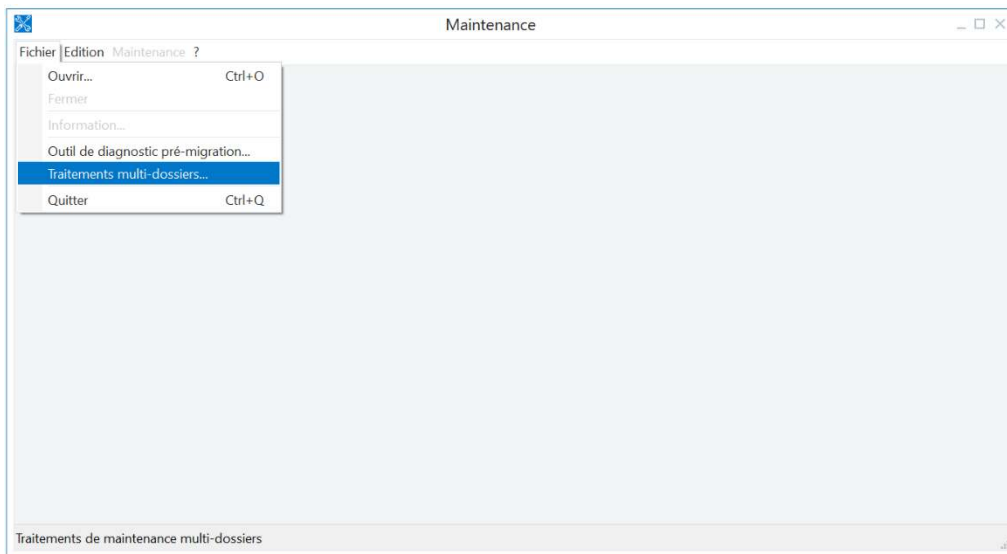 Maintenance
Fichier Edition Maintenance ?
Ouvrir... Ctrl+O
Fermer
Information...
Outil de diagnostic pré-migration...
Traitements multi-dossiers...
Quitter Ctrl+Q
Traitements de maintenance multi-dossiers